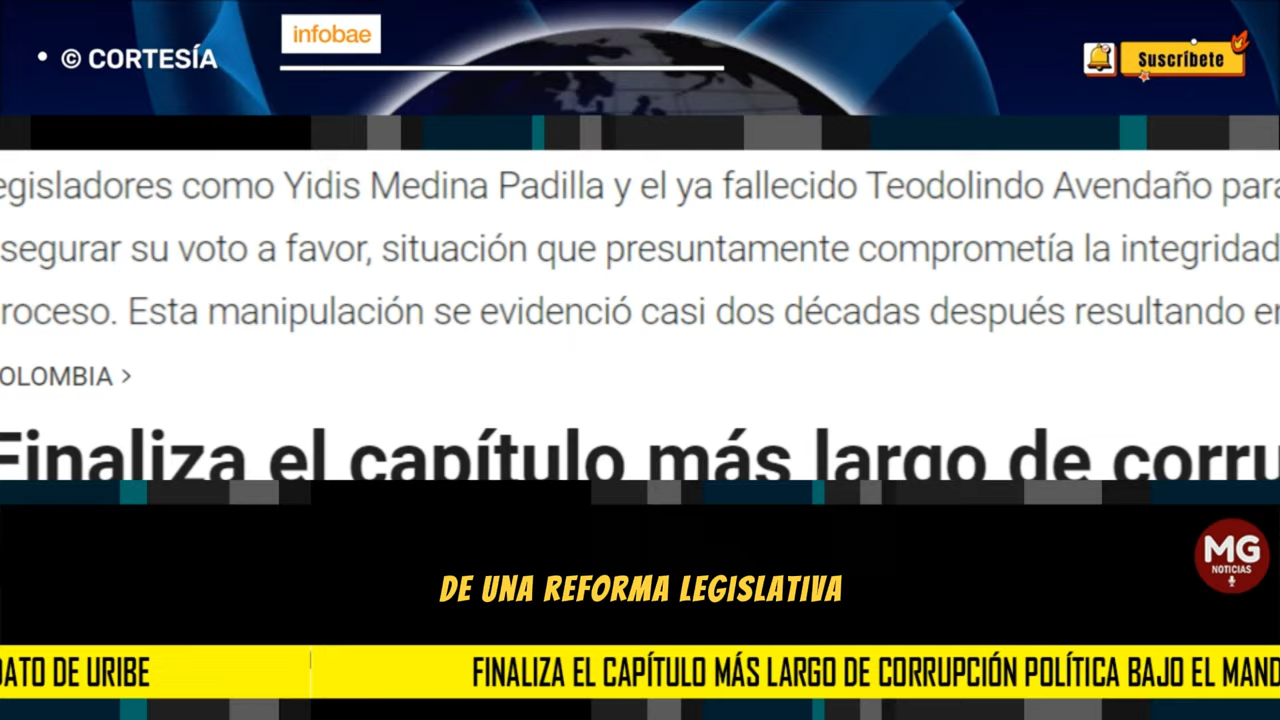 • © CORTESÍA
infobae
Suscríbete
egisladores como Yidis Medina Padilla y el ya fallecido Teodolindo Avendaño para
segurar su voto a favor, situación que presuntamente comprometía la integridad
roceso. Esta manipulación se evidenció casi dos décadas después resultando en
OLOMBIA >
Finaliza el capítulo más largo de corru
MG
NOTICIAS
DE UNA REFORMA LEGISLATIVA
DATO DE URIBE
FINALIZA EL CAPÍTULO MÁS LARGO DE CORRUPCIÓN POLÍTICA BAJO EL MAND